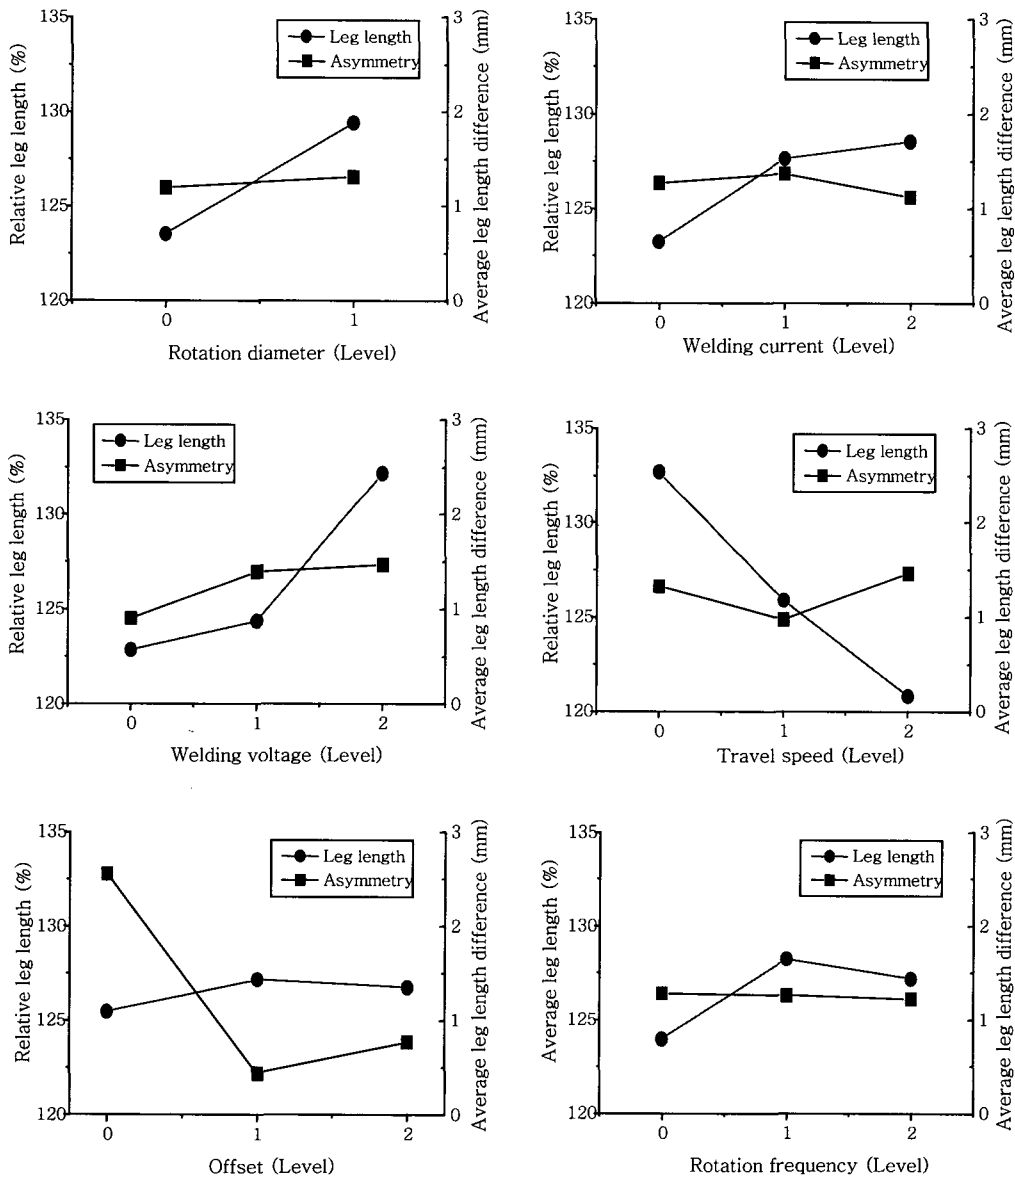 135
130
125
120
Relative leg length (%)
Leg length
Asymmetry
3
2
1
0
Average leg length difference (mm)
0 1
Rotation diameter (Level)
135
130
125
120
Relative leg length (%)
Leg length
Asymmetry
3
2
1
0
Average leg length difference (mm)
0 1 2
Welding current (Level)
135
130
125
120
Relative leg length (%)
Leg length
Asymmetry
3
2
1
0
Average leg length difference (mm)
0 1 2
Welding voltage (Level)
135
130
125
120
Relative leg length (%)
Leg length
Asymmetry
3
2
1
0
Average leg length difference (mm)
0 1 2
Travel speed (Level)
135
130
125
120
Relative leg length (%)
Leg length
Asymmetry
3
2
1
0
Average leg length difference (mm)
0 1 2
Offset (Level)
135
130
125
120
Average leg length (%)
Leg length
Asymmetry
3
2
1
0
Average leg length difference (mm)
0 1 2
Rotation frequency (Level)